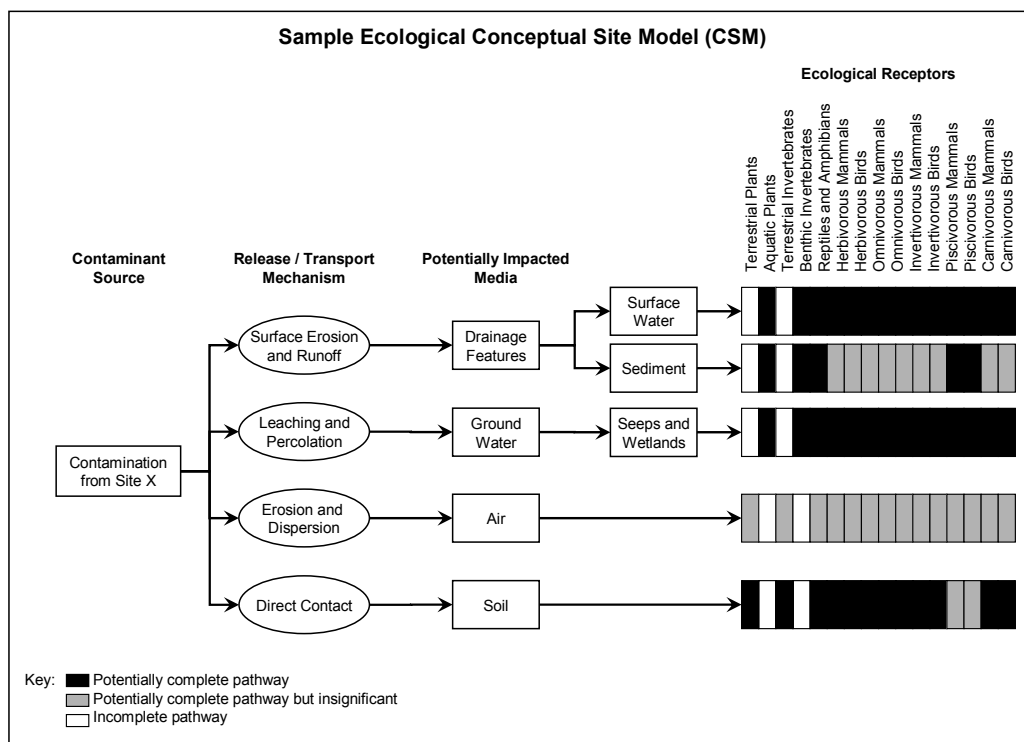 Sample Ecological Conceptual Site Model (CSM)
Ecological Receptors
Terrestrial Plants
Aquatic Plants
Terrestrial Invertebrates
Benthic Invertebrates
Reptiles and Amphibians
Herbivorous Mammals
Herbivorous Birds
Omnivorous Mammals
Omnivorous Birds
Invertivorous Mammals
Invertivorous Birds
Piscivorous Mammals
Piscivorous Birds
Carnivorous Mammals
Carnivorous Birds
Contaminant
Source
Release / Transport
Mechanism
Potentially Impacted
Media
Surface Erosion
and Runoff
Drainage
Features
Surface
Water
Sediment
Leaching and
Percolation
Ground
Water
Seeps and
Wetlands
Contamination
from Site X
Erosion and
Dispersion
Air
Direct Contact
Soil
Key:
Potentially complete pathway
Potentially complete pathway but insignificant
Incomplete pathway